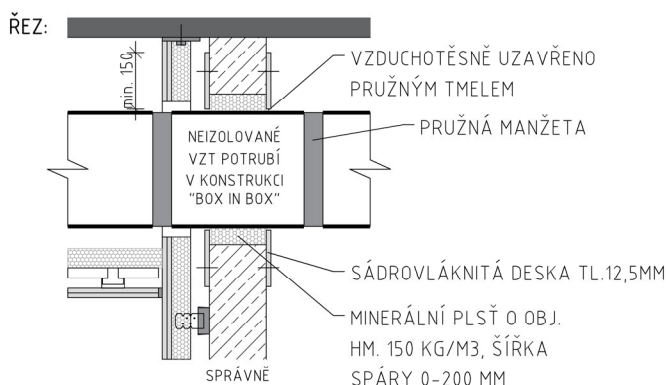 ŘEZ:
min. 150
VZDUCHOTĚSNĚ UZAVŘENO
PRUŽNÝM TMELEM
PRUŽNÁ MANŽETA
NEIZOLOVANÉ
VZT POTRUBÍ
V KONSTRUKCI
"BOX IN BOX"
SÁDROVLÁKNITÁ DESKA TL.12,5MM
MINERÁLNÍ PLSŤ O OBJ.
HM. 150 KG/M3, ŠÍŘKA
SPÁRY 0-200 MM
SPRÁVNĚ